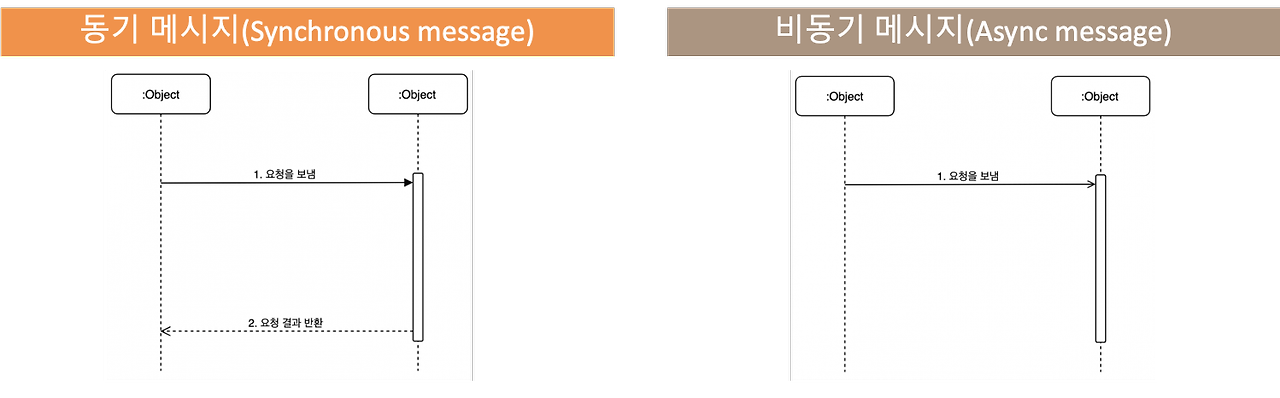 동기 메시지(Synchronous message)
:Object
:Object
1. 요청을 보냄
2. 요청 결과 반환
비동기 메시지(Async message)
:Object
:Object
1. 요청을 보냄